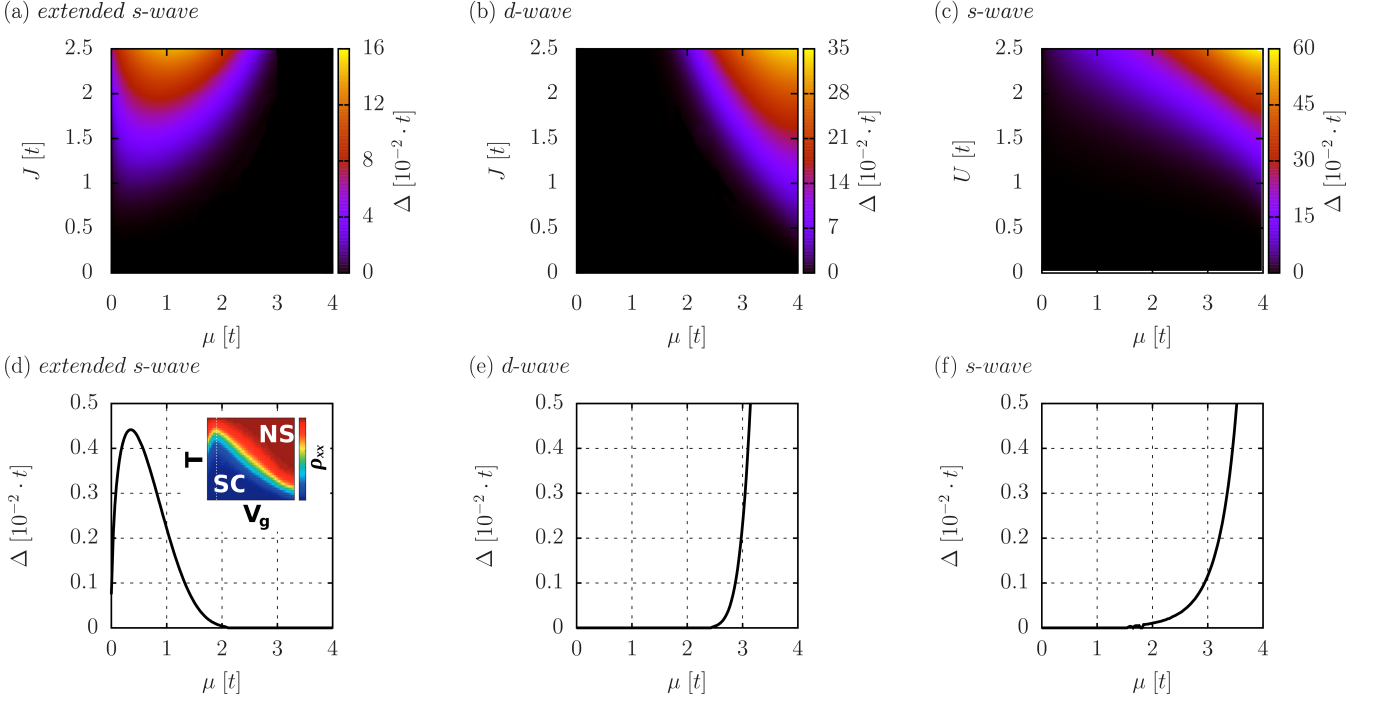 (a) extended s-wave
2.5
2
1.5
1
0.5
0
J [t]
0 1 2 3 4
μ [t]
16
12
8
4
0
Δ [10⁻² · t]
(b) d-wave
2.5
2
1.5
1
0.5
0
J [t]
0 1 2 3 4
μ [t]
35
28
21
14
7
0
Δ [10⁻² · t]
(c) s-wave
2.5
2
1.5
1
0.5
0
U [t]
0 1 2 3 4
μ [t]
60
45
30
15
0
Δ [10⁻² · t]
(d) extended s-wave
0.5
0.4
0.3
0.2
0.1
0
Δ [10⁻² · t]
0 1 2 3 4
μ [t]
NS
SC
T
V_g
ρ_xx
(e) d-wave
0.5
0.4
0.3
0.2
0.1
0
Δ [10⁻² · t]
0 1 2 3 4
μ [t]
(f) s-wave
0.5
0.4
0.3
0.2
0.1
0
Δ [10⁻² · t]
0 1 2 3 4
μ [t]